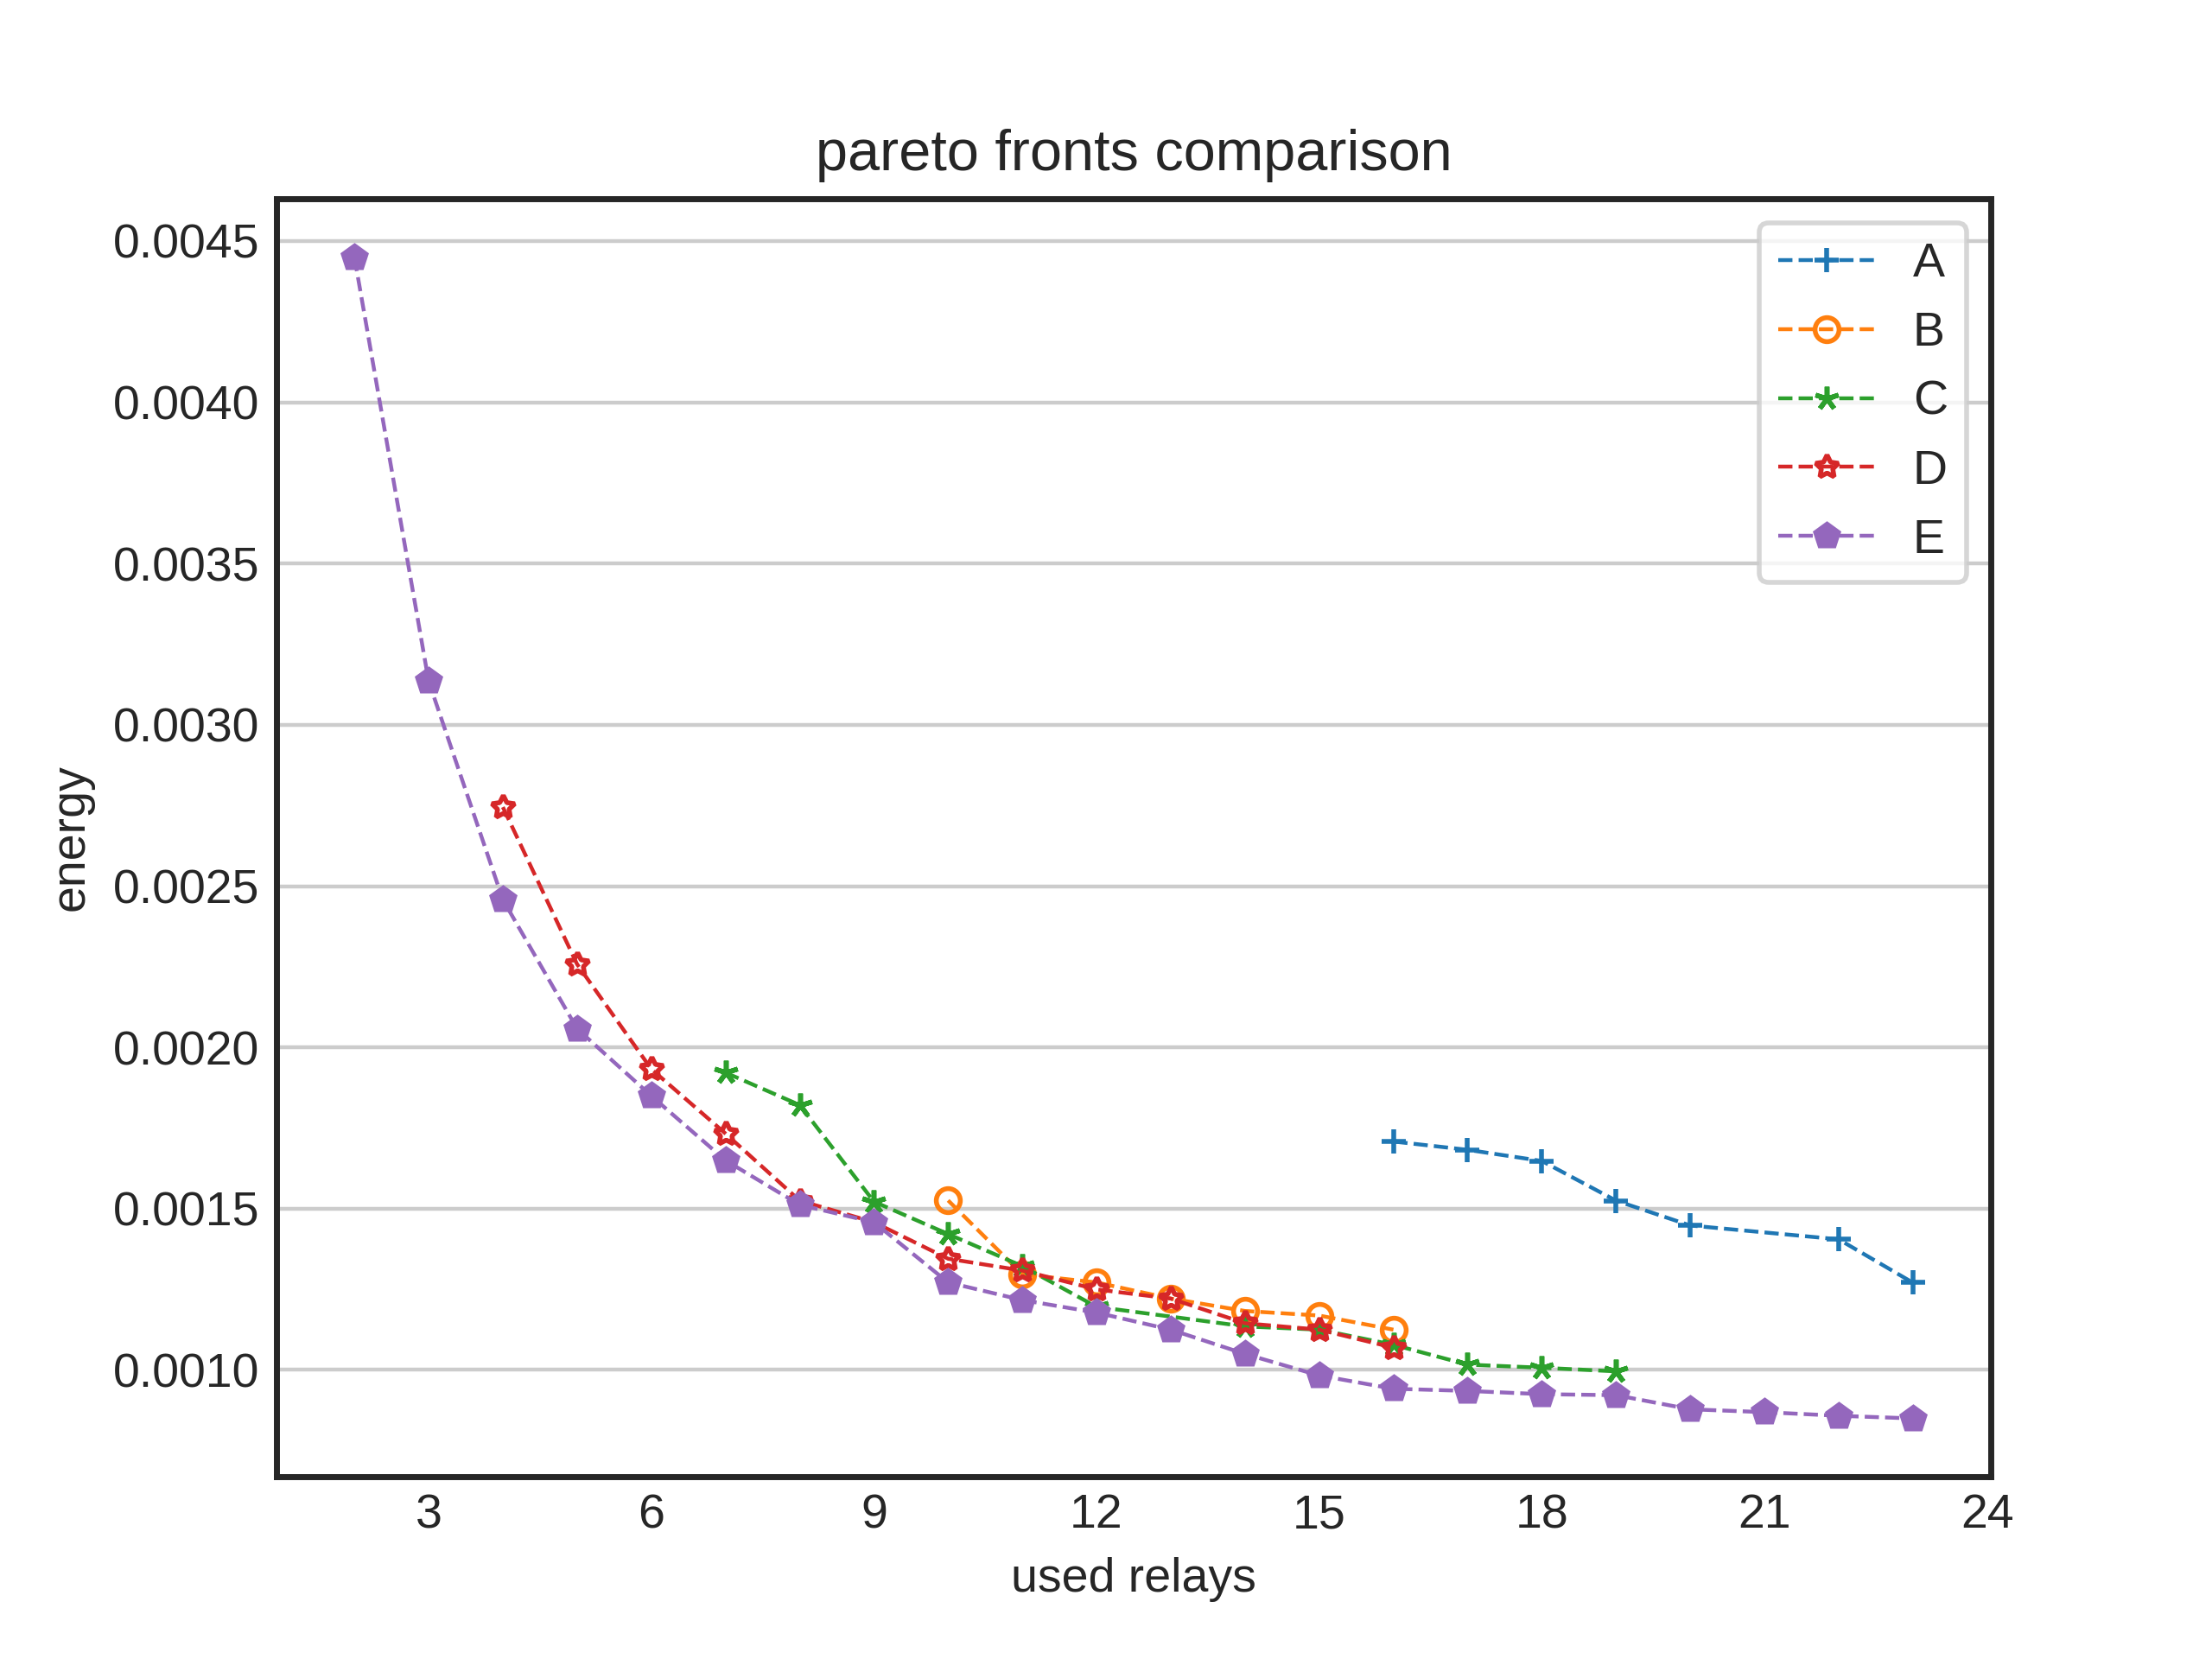 pareto fronts comparison
0.0045
0.0040
0.0035
0.0030
0.0025
0.0020
0.0015
0.0010
energy
A
B
C
D
E
3 6 9 12 15 18 21 24
used relays